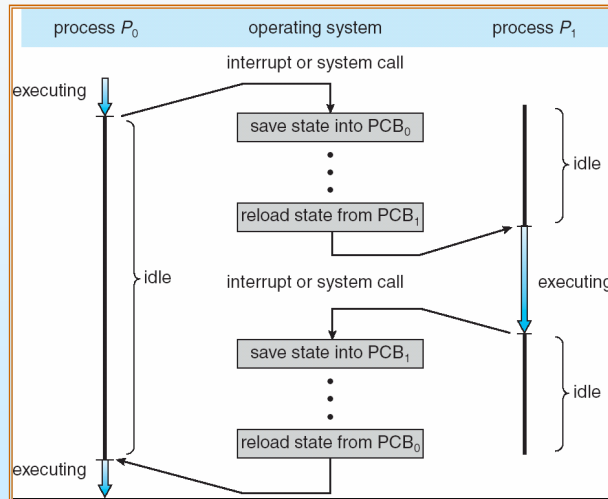 process P0 operating system process P1
interrupt or system call
executing
save state into PCB0
idle
reload state from PCB1
idle
interrupt or system call
executing
save state into PCB1
idle
reload state from PCB0
executing